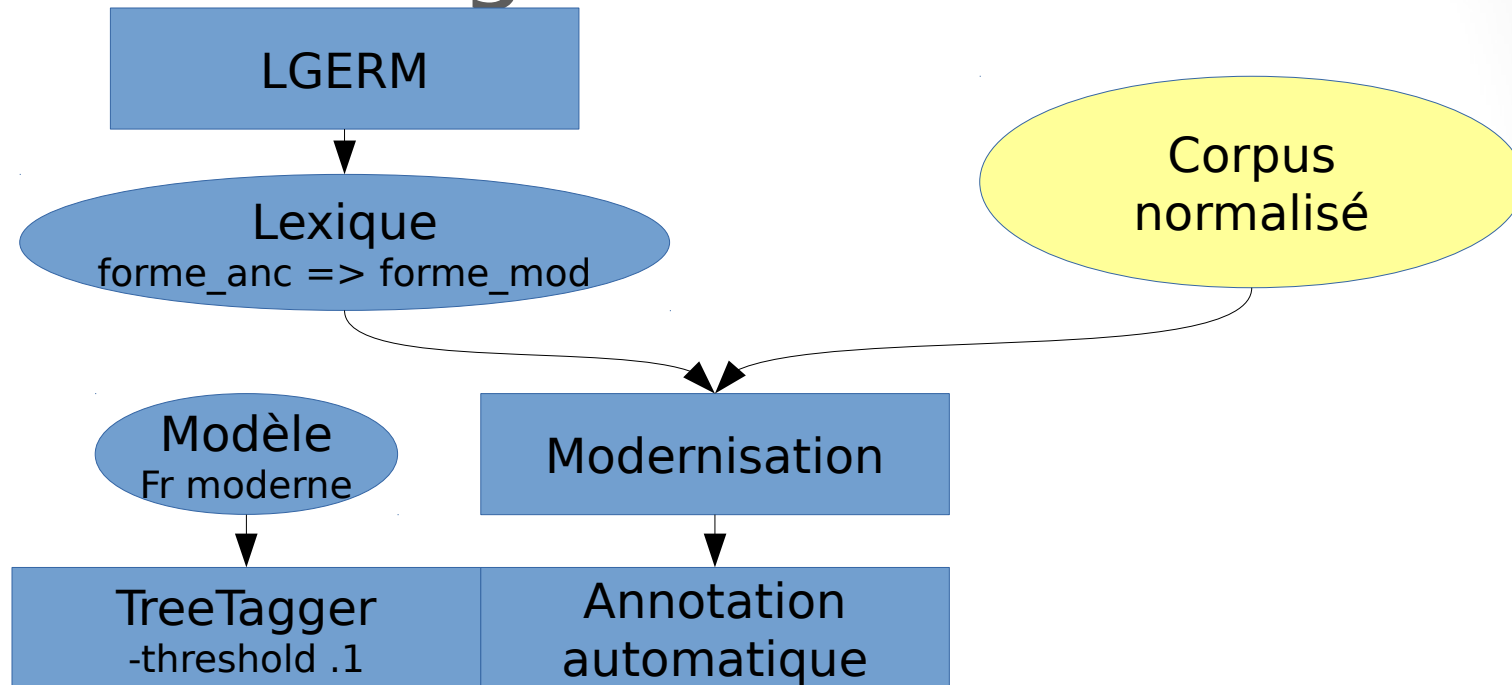 LGERM
Corpus
normalisé
Lexique
forme_anc => forme_mod
Modèle
Fr moderne
Modernisation
TreeTagger
-threshold .1
Annotation
automatique